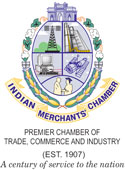 INDIAN MERCHANTS' CHAMBER
PREMIER CHAMBER OF
TRADE, COMMERCE AND INDUSTRY
(EST. 1907)
A century of service to the nation